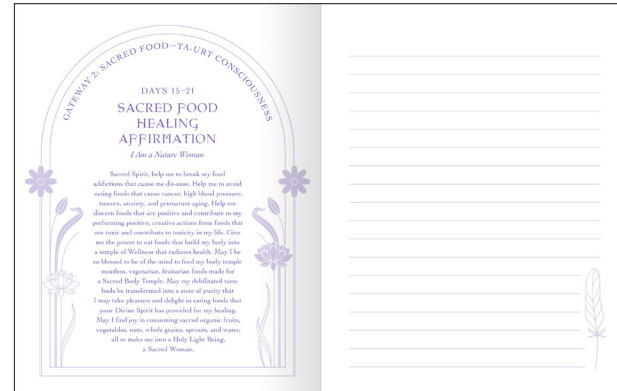 GATEWAY 2: SACRED FOOD—TA-URT CONSCIOUSNESS
DAYS 15–21
SACRED FOOD
HEALING
AFFIRMATION
I Am a Nature Woman
Sacred Spirit, help me to break my food
addictions that cause me dis-ease. Help me to avoid
eating foods that cause cancer, high blood pressure,
tumors, anxiety, and premature aging. Help me
discern foods that are positive and contribute to my
performing positive, creative actions from foods that
are toxic and contribute to toxicity in my life. Give
me the power to eat foods that build my body into
a temple of Wellness that radiates health. May I be
so blessed to be of the mind to feed my body temple
meatless, vegetarian, fruitarian foods made for
a Sacred Body Temple. May my debilitated taste
buds be transformed into a state of purity that
I may take pleasure and delight in eating foods that
your Divine Spirit has provided for my healing.
May I find joy in consuming sacred organic fruits,
vegetables, nuts, whole grains, sprouts, and water,
all to make me into a Holy Light Being,
a Sacred Woman.